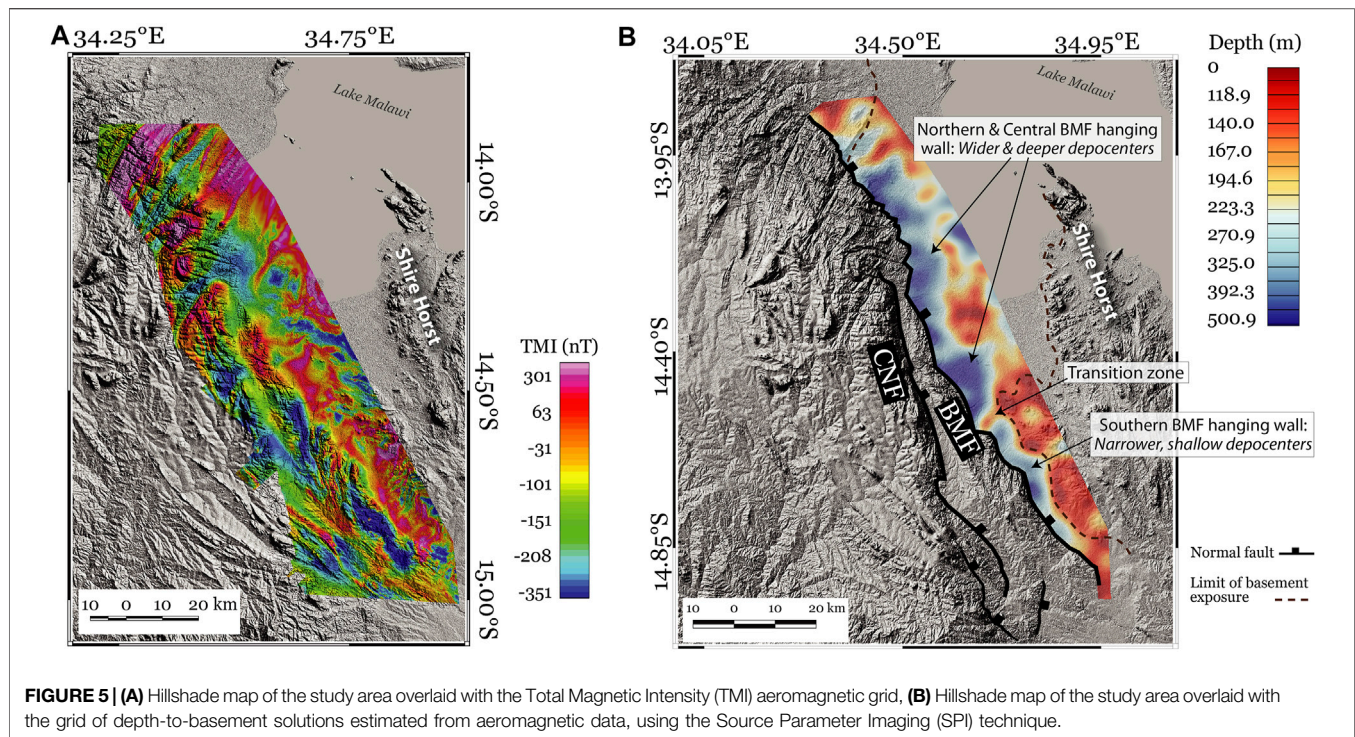 A
34.25°E 34.75°E
Lake Malawi
14.00°S
Shire Horst
14.50°S
15.00°S
TMI (nT)
301
63
-31
-101
-151
-208
-351
10 0 10 20 km
B
34.05°E 34.50°E 34.95°E
Lake Malawi
13.95°S
Northern & Central BMF hanging
wall: Wider & deeper depocenters
Shire Horst
14.40°S
CNF
BMF
Transition zone
Southern BMF hanging wall:
Narrower, shallow depocenters
14.85°S
10 0 10 20 km
Depth (m)
0
118.9
140.0
167.0
194.6
223.3
270.9
325.0
392.3
500.9
Normal fault
Limit of basement
exposure
FIGURE 5 | (A) Hillshade map of the study area overlaid with the Total Magnetic Intensity (TMI) aeromagnetic grid, (B) Hillshade map of the study area overlaid with
the grid of depth-to-basement solutions estimated from aeromagnetic data, using the Source Parameter Imaging (SPI) technique.